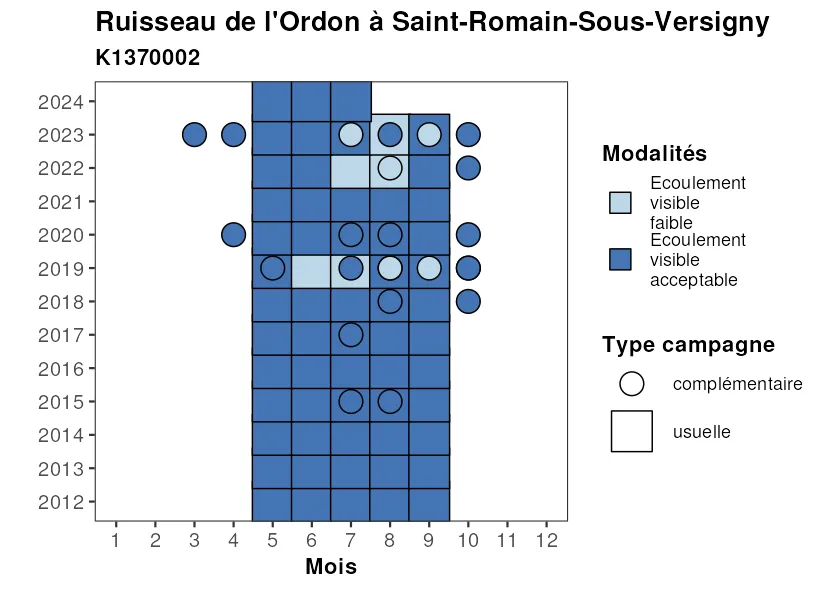 Ruisseau de l'Ordon à Saint-Romain-Sous-Versigny
K1370002
2024
2023
2022
2021
2020
2019
2018
2017
2016
2015
2014
2013
2012
1 2 3 4 5 6 7 8 9 10 11 12
Mois
Modalités
Ecoulement
visible
faible
Ecoulement
visible
acceptable
Type campagne
complémentaire
usuelle